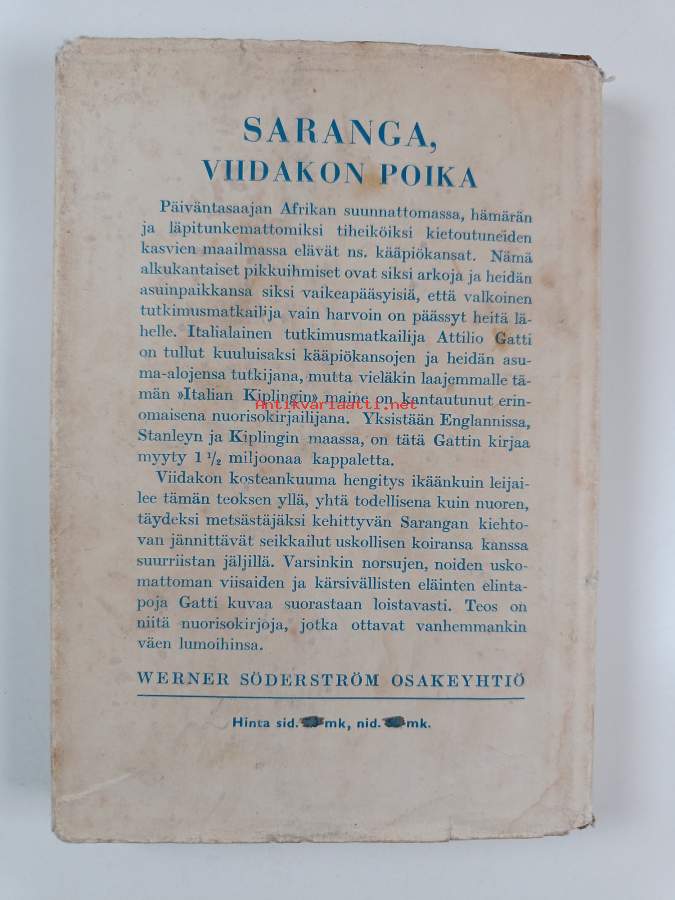 SARANGA,
VIIDAKON POIKA
Päiväntasaajan Afrikan suunnattomassa, hämärän
ja läpitunkemattomiksi tiheiköiksi kietoutuneiden
kasvien maailmassa elävät ns. kääpiökansat. Nämä
alkukantaiset pikkuihmiset ovat siksi arkoja ja heidän
asuinpaikkansa siksi vaikeapääsyisiä, että valkoinen
tutkimusmatkailija vain harvoin on päässyt heitä lä-
helle. Italialainen tutkimusmatkailija Attilio Gatti
on tullut kuuluisaksi kääpiökansojen ja heidän asu-
ma-alojensa tutkijana, mutta vieläkin laajemmalle tä-
män »Italian Kiplingin» maine on kantautunut erin-
Antikvariaatti.net
omaisena nuorisokirjailijana. Yksistään Englannissa,
Stanleyn ja Kiplingin maassa, on tätä Gattin kirjaa
myyty 1 1/2 miljoonaa kappaletta.
Viidakon kosteankuuma hengitys ikäänkuin leijai-
lee tämän teoksen yllä, yhtä todellisena kuin nuoren,
täydeksi metsästäjäksi kehittyvän Sarangan kiehto-
van jännittävät seikkailut uskollisen koiransa kanssa
suurriistan jäljillä. Varsinkin norsujen, noiden usko-
mattoman viisaiden ja kärsivällisten eläinten elinta-
poja Gatti kuvaa suorastaan loistavasti. Teos on
niitä nuorisokirjoja, jotka ottavat vanhemmankin
väen lumoihinsa.
WERNER SÖDERSTRÖM OSAKEYHTIÖ
Hinta sid. mk, nid. mk.